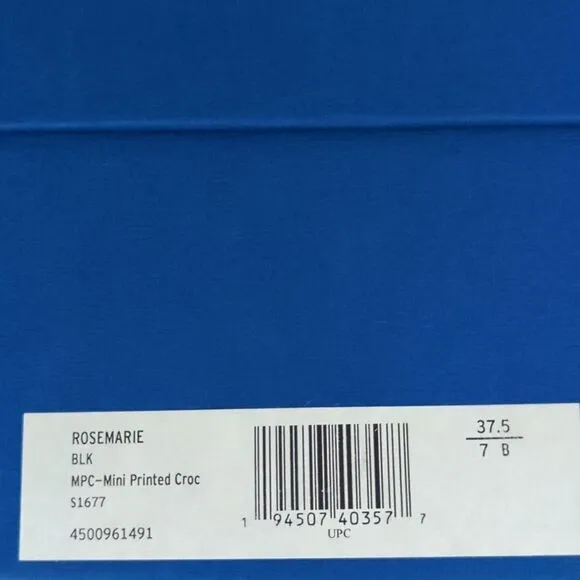 ROSEMARIE
BLK
MPC-Mini Printed Croc
S1677
4500961491
1 94507 40357 7
UPC
37.5
7 B